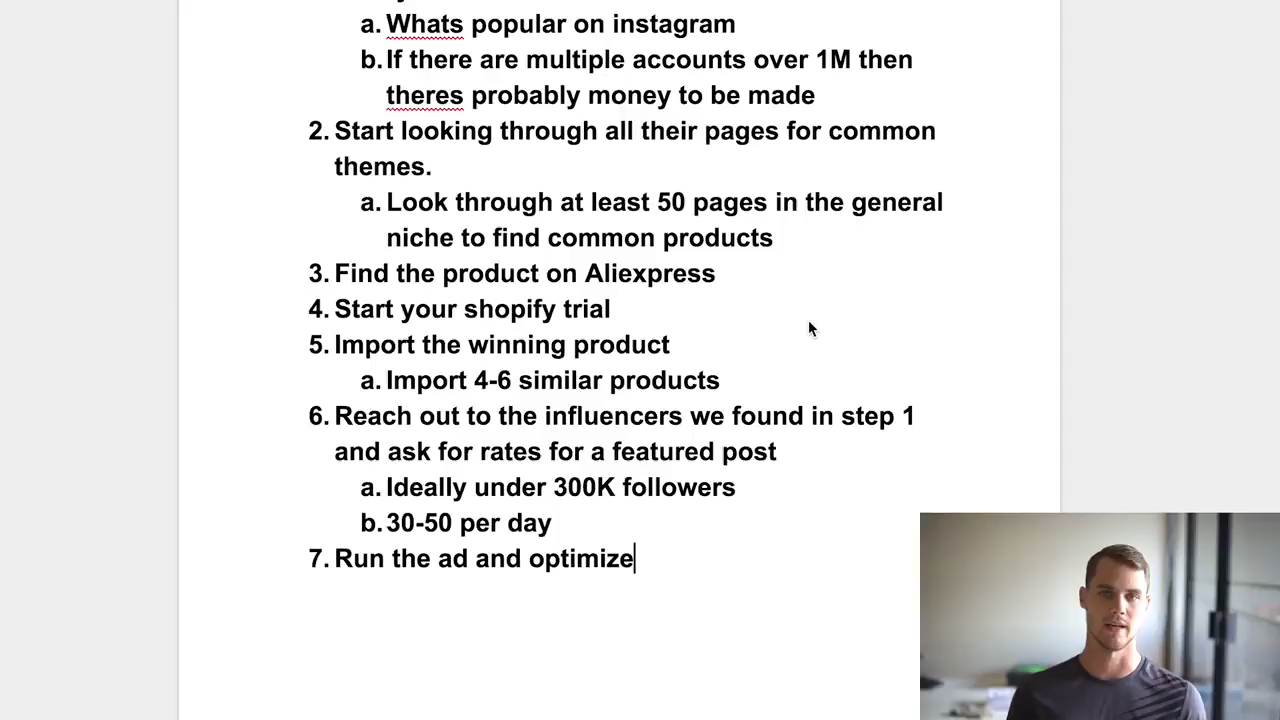 a. Whats popular on instagram
b. If there are multiple accounts over 1M then
theres probably money to be made
2. Start looking through all their pages for common
themes.
a. Look through at least 50 pages in the general
niche to find common products
3. Find the product on Aliexpress
4. Start your shopify trial
5. Import the winning product
a. Import 4-6 similar products
6. Reach out to the influencers we found in step 1
and ask for rates for a featured post
a. Ideally under 300K followers
b. 30-50 per day
7. Run the ad and optimize